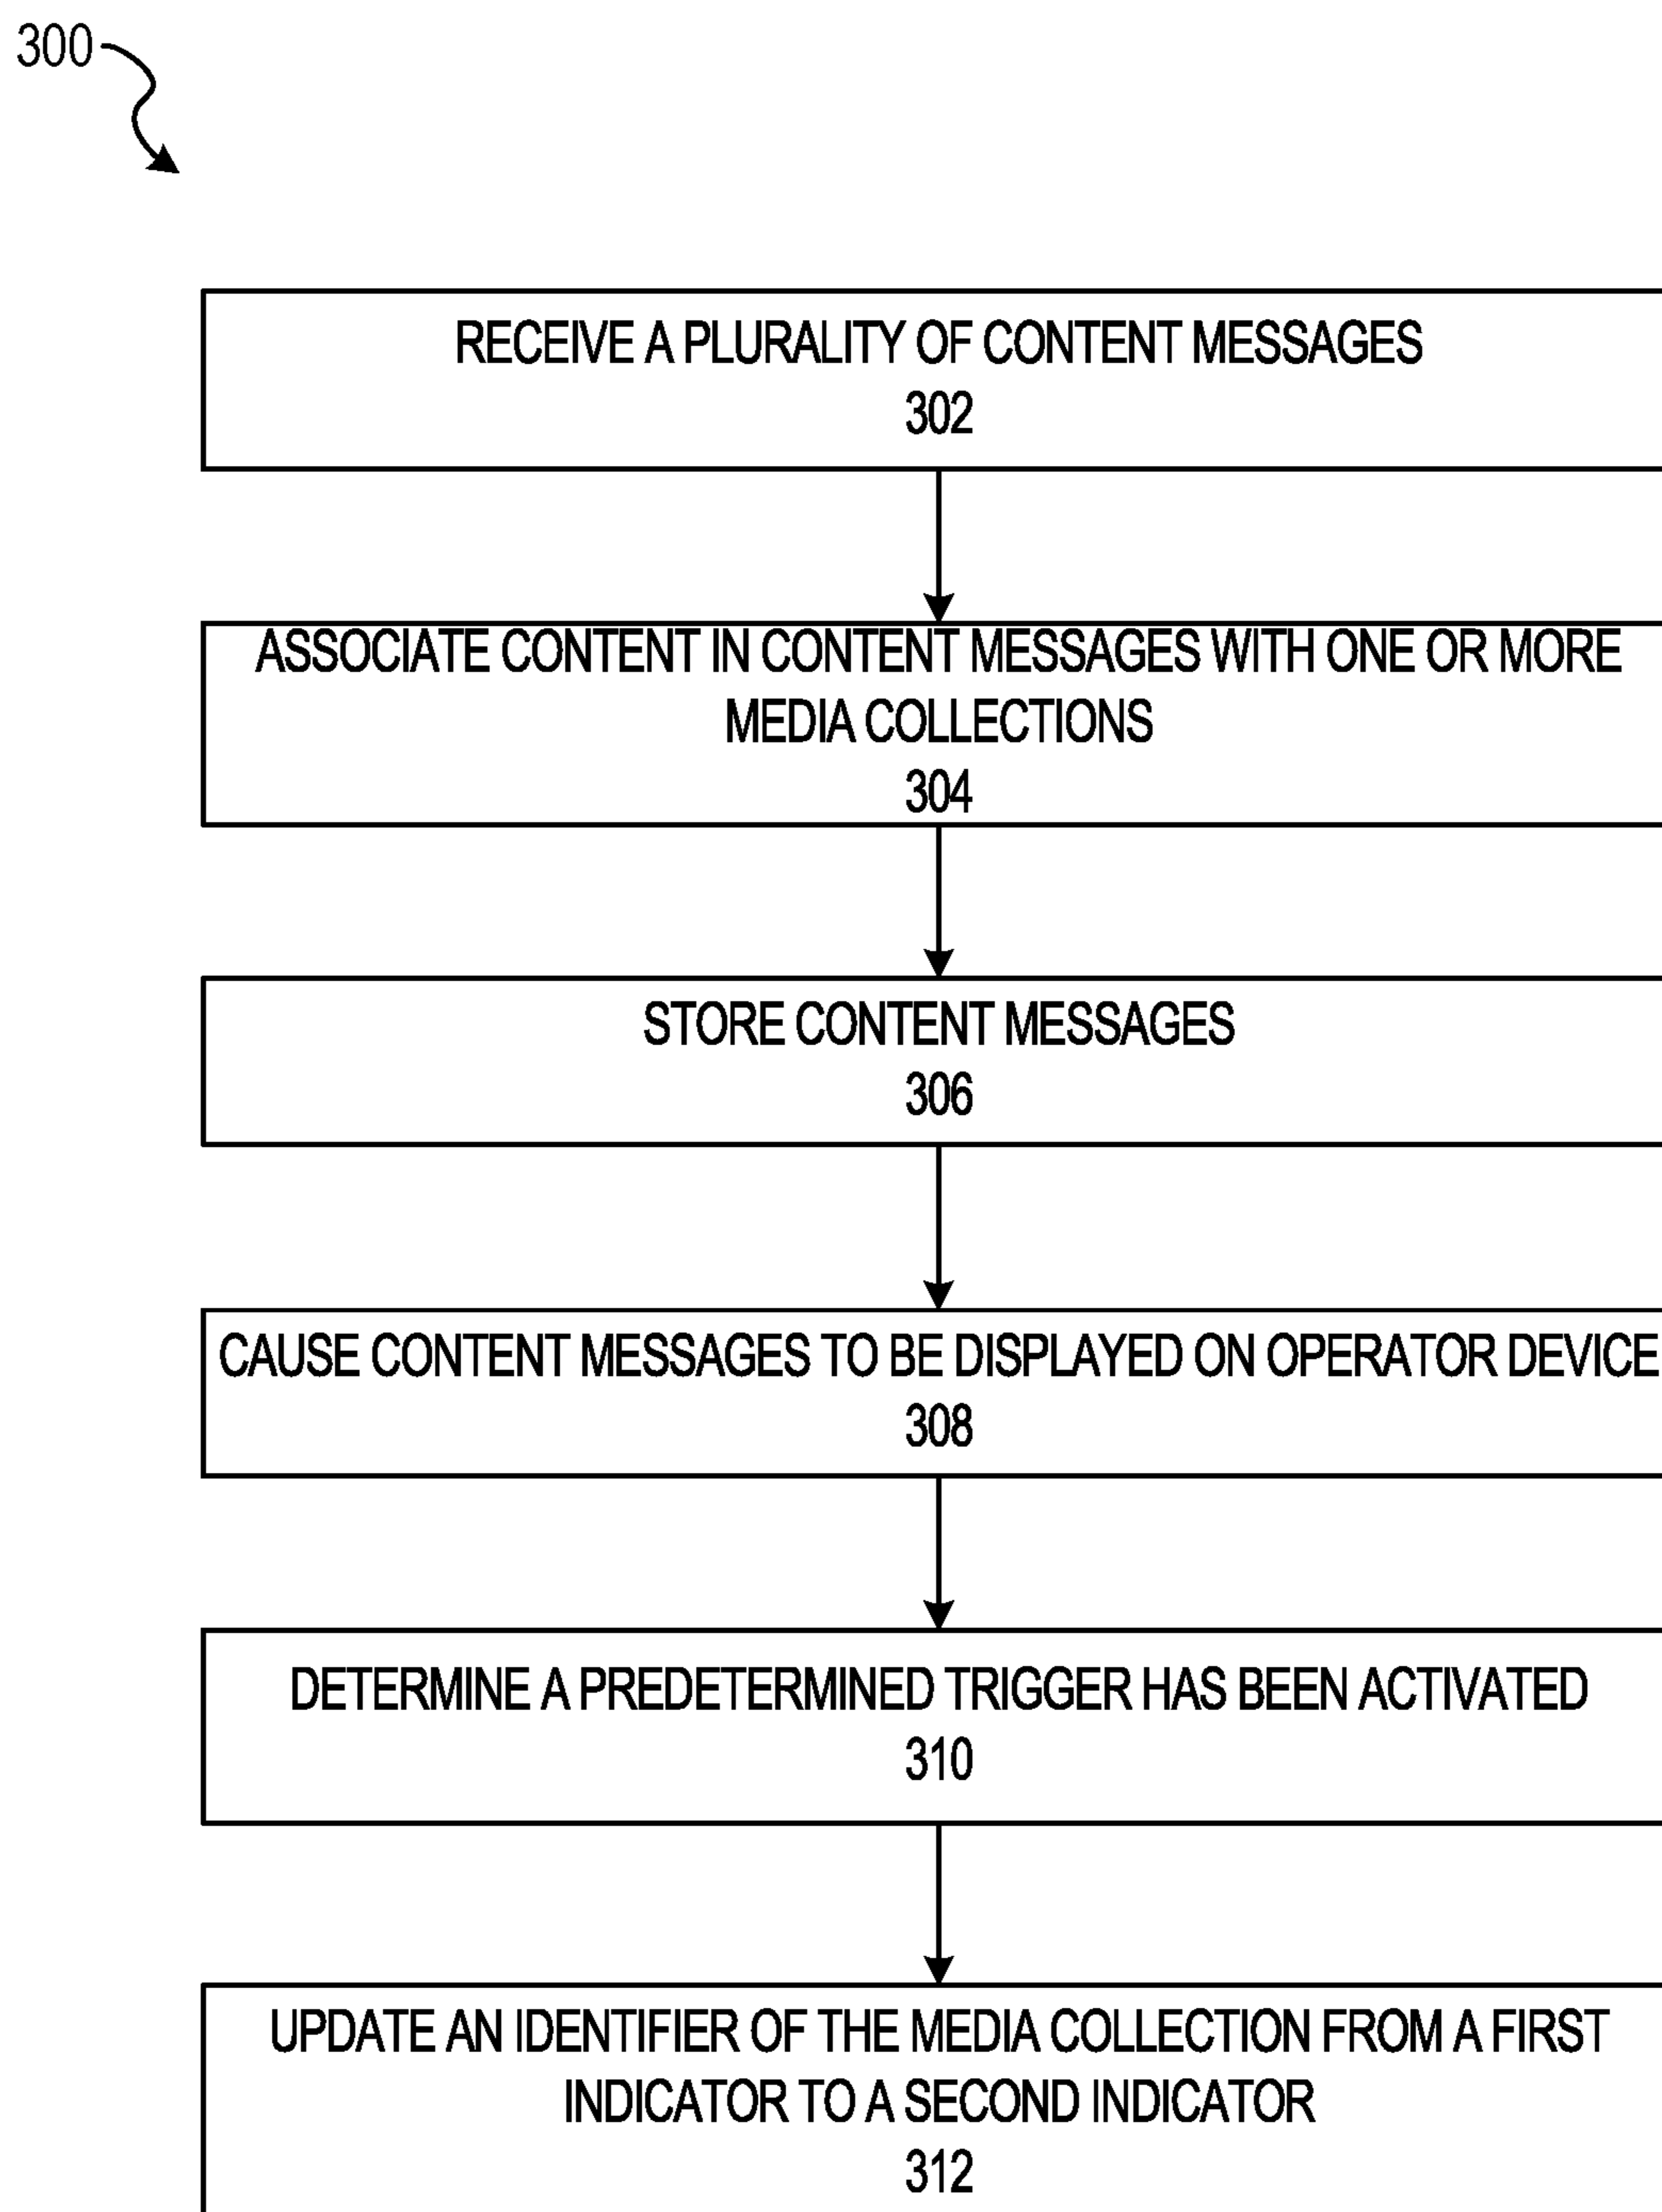 300
RECEIVE A PLURALITY OF CONTENT MESSAGES
302
ASSOCIATE CONTENT IN CONTENT MESSAGES WITH ONE OR MORE
MEDIA COLLECTIONS
304
STORE CONTENT MESSAGES
306
CAUSE CONTENT MESSAGES TO BE DISPLAYED ON OPERATOR DEVICE
308
DETERMINE A PREDETERMINED TRIGGER HAS BEEN ACTIVATED
310
UPDATE AN IDENTIFIER OF THE MEDIA COLLECTION FROM A FIRST
INDICATOR TO A SECOND INDICATOR
312